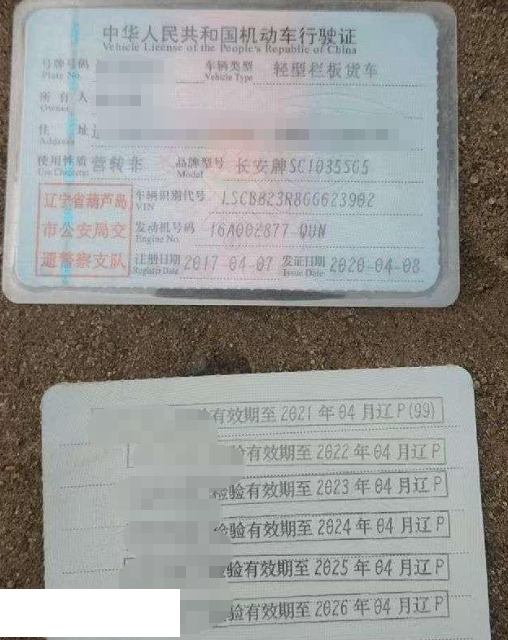 中华人民共和国机动车行驶证
Vehicle License of the People's Republic of China
号牌号码 车辆类型 轻型栏板货车
Plate No. Vehicle Type
所有人
Owner
住址 辽
Address
使用性质 营转非 品牌型号 长安牌SC1035SG5
Use Character Model
辽宁省葫芦岛 车辆识别代号 LSCBB23R8GG623902
VIN
市公安局交 发动机号码 16A002877 QUN
Engine No.
通警察支队 注册日期 2017-04-07 发证日期 2020-04-08
Register Date Issue Date
验有效期至2021年04月辽P(99)
有效期至2022年04月辽P
检验有效期至2023年04月辽P
检验有效期至2024年04月辽P
验有效期至2025年04月辽P
验有效期至2026年04月辽P